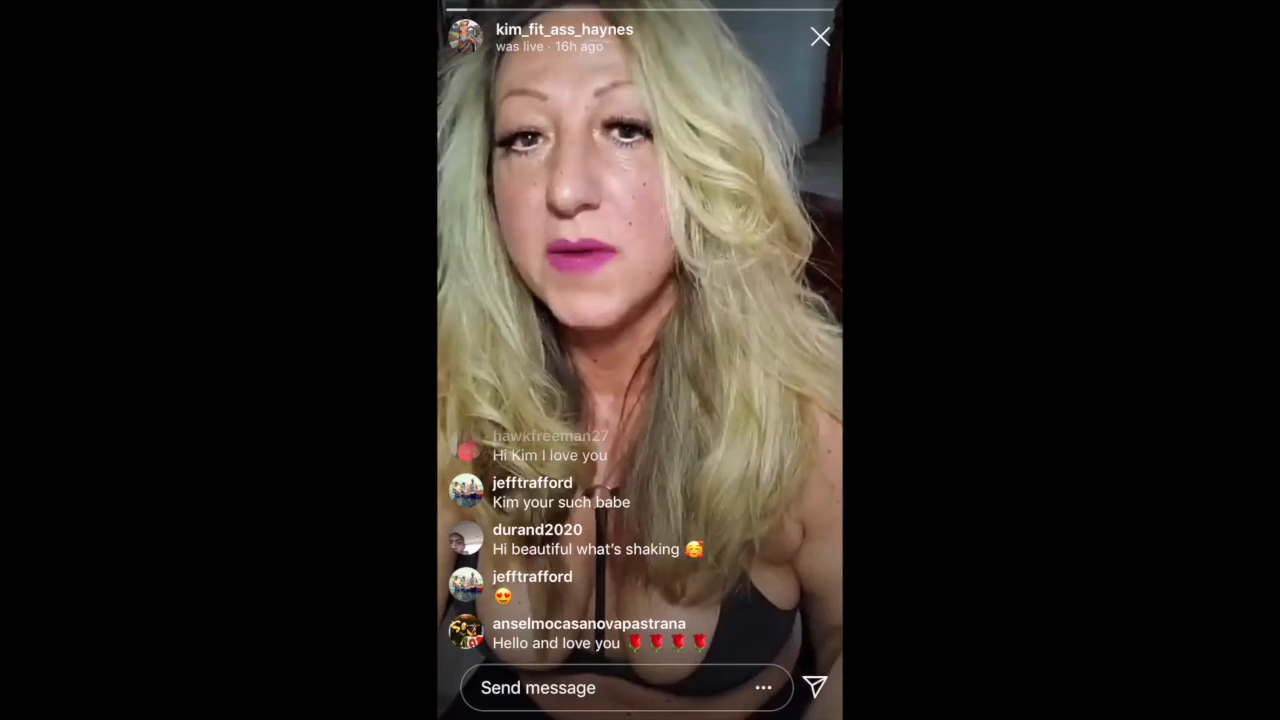 kim_fit_ass_haynes
was live · 16h ago
hawkfreeman27
Hi Kim I love you
jefftrafford
Kim your such babe
durand2020
Hi beautiful what's shaking 🥰
jefftrafford
😍
anselmocasanovapastrana
Hello and love you 🌹🌹🌹🌹
Send message